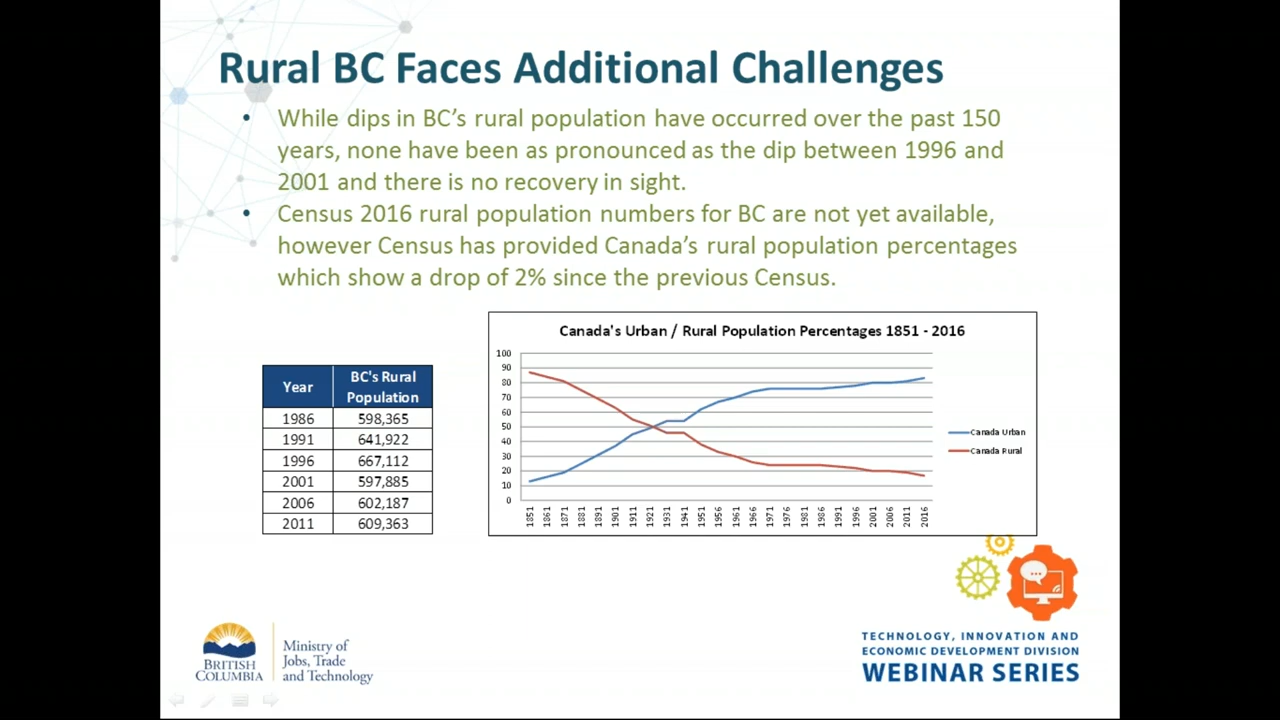 Rural BC Faces Additional Challenges
• While dips in BC's rural population have occurred over the past 150
years, none have been as pronounced as the dip between 1996 and
2001 and there is no recovery in sight.
• Census 2016 rural population numbers for BC are not yet available,
however Census has provided Canada's rural population percentages
which show a drop of 2% since the previous Census.
Year BC's Rural
Population
1986 598,365
1991 641,922
1996 667,112
2001 597,885
2006 602,187
2011 609,363
Canada's Urban / Rural Population Percentages 1851 - 2016
100
90
80
70
60
50
40
30
20
10
0
1851 1861 1871 1881 1891 1901 1911 1921 1931 1941 1951 1956 1961 1966 1971 1976 1981 1986 1991 1996 2001 2006 2011 2016
Canada Urban
Canada Rural
BRITISH
COLUMBIA
Ministry of
Jobs, Trade
and Technology
TECHNOLOGY, INNOVATION AND
ECONOMIC DEVELOPMENT DIVISION
WEBINAR SERIES